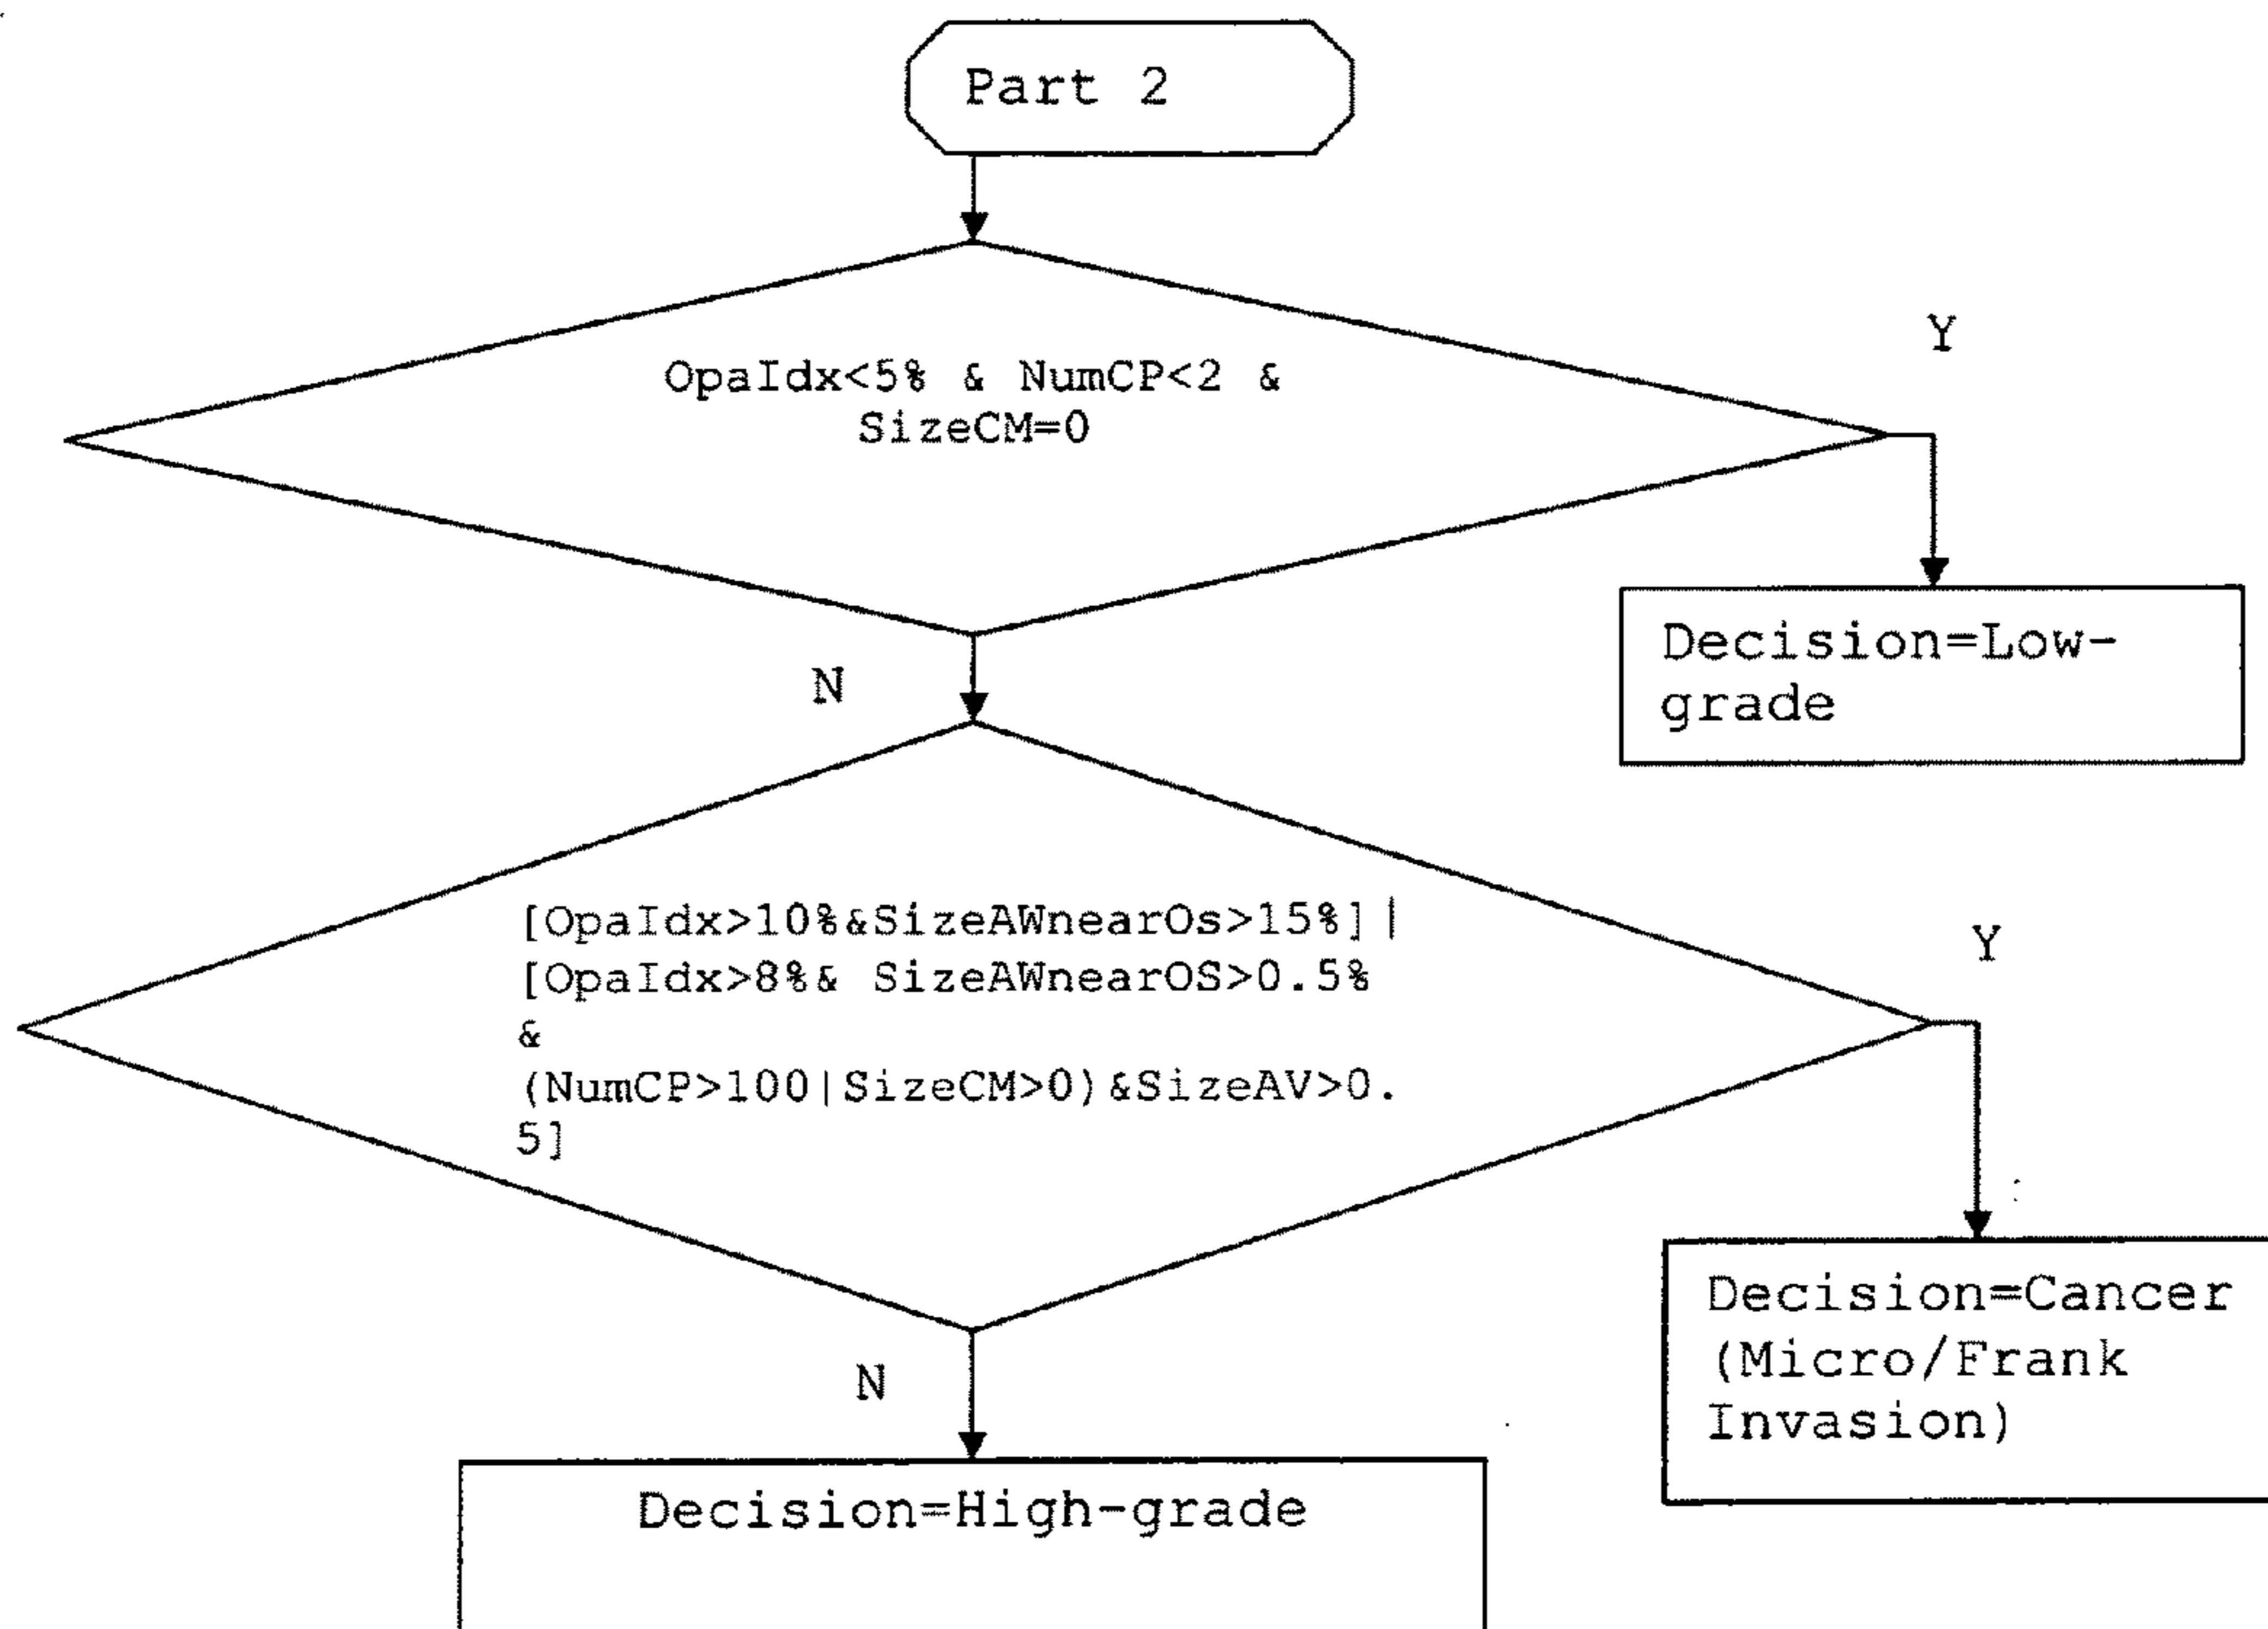 Part 2
OpaIdx<5% & NumCP<2 &
SizeCM=0
Y
Decision=Low-
grade
N
[OpaIdx>10%&SizeAWnearOs>15%]|
[OpaIdx>8%& SizeAWnearOS>0.5%
&
(NumCP>100|SizeCM>0)&SizeAV>0.
5]
Y
Decision=Cancer
(Micro/Frank
Invasion)
N
Decision=High-grade